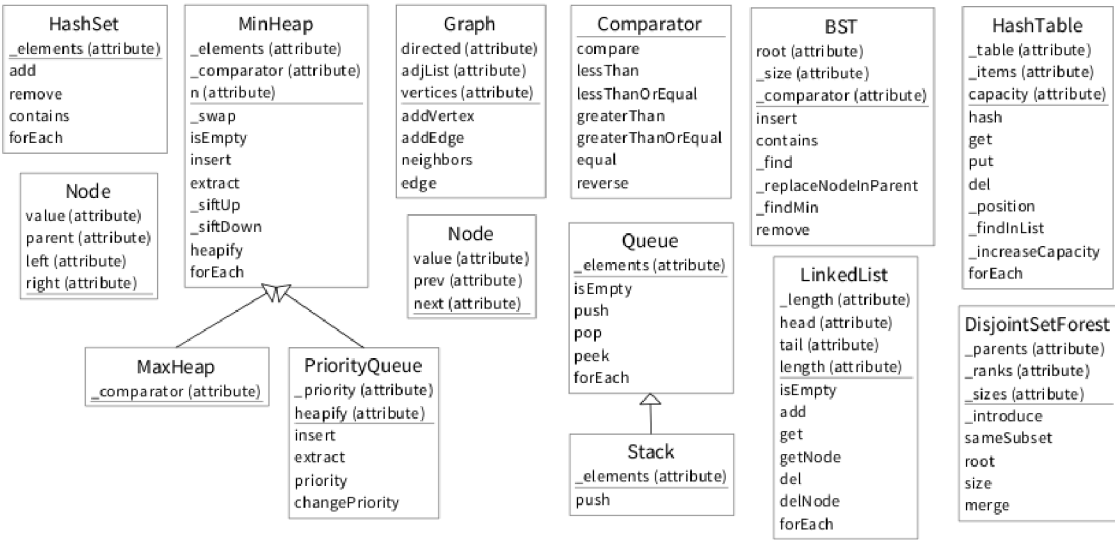 HashSet
_elements (attribute)
add
remove
contains
forEach
MinHeap
_elements (attribute)
_comparator (attribute)
n (attribute)
_swap
isEmpty
insert
extract
_siftUp
_siftDown
heapify
forEach
Graph
directed (attribute)
adjList (attribute)
vertices (attribute)
addVertex
addEdge
neighbors
edge
Comparator
compare
lessThan
lessThanOrEqual
greaterThan
greaterThanOrEqual
equal
reverse
BST
root (attribute)
_size (attribute)
_comparator (attribute)
insert
contains
_find
_replaceNodeInParent
_findMin
remove
HashTable
_table (attribute)
_items (attribute)
capacity (attribute)
hash
get
put
del
_position
_findInList
_increaseCapacity
forEach
Node
value (attribute)
parent (attribute)
left (attribute)
right (attribute)
Node
value (attribute)
prev (attribute)
next (attribute)
Queue
_elements (attribute)
isEmpty
push
pop
peek
forEach
LinkedList
_length (attribute)
head (attribute)
tail (attribute)
length (attribute)
isEmpty
add
get
getNode
del
delNode
forEach
DisjointSetForest
_parents (attribute)
_ranks (attribute)
_sizes (attribute)
_introduce
sameSubset
root
size
merge
MaxHeap
_comparator (attribute)
PriorityQueue
_priority (attribute)
heapify (attribute)
insert
extract
priority
changePriority
Stack
_elements (attribute)
push